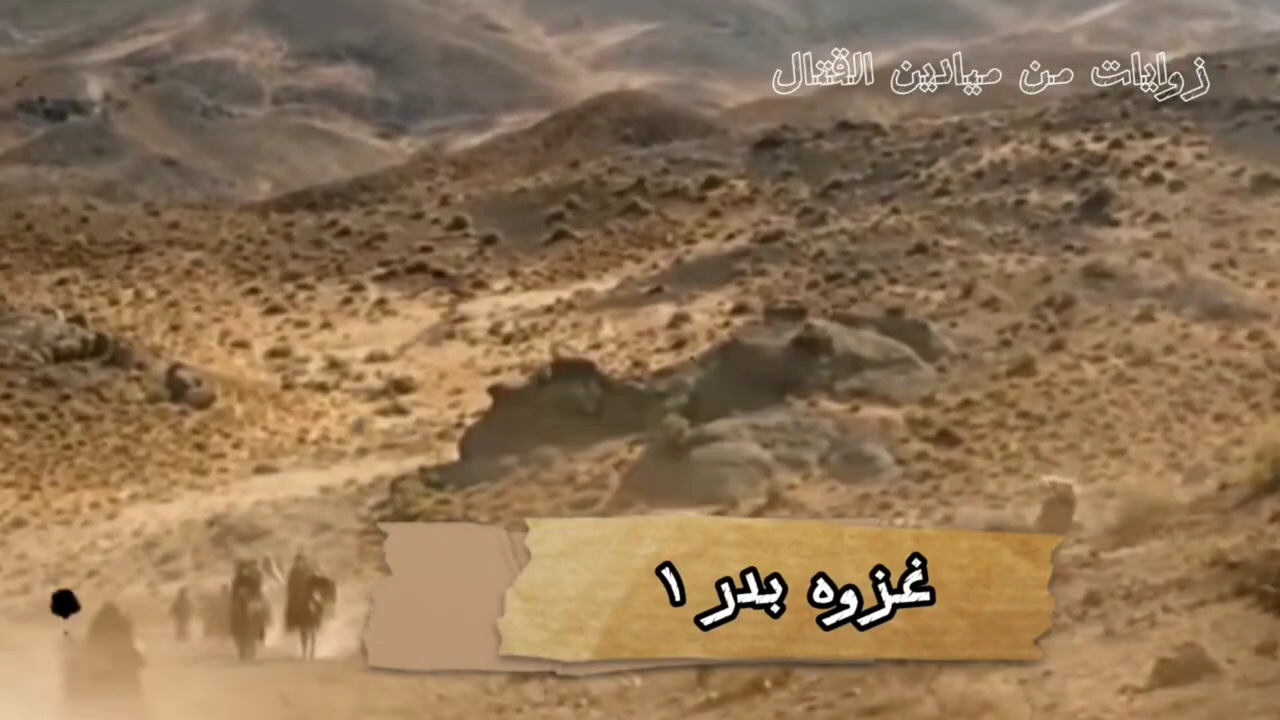 زوايات من ميادين القتال
غزوه بدر ١